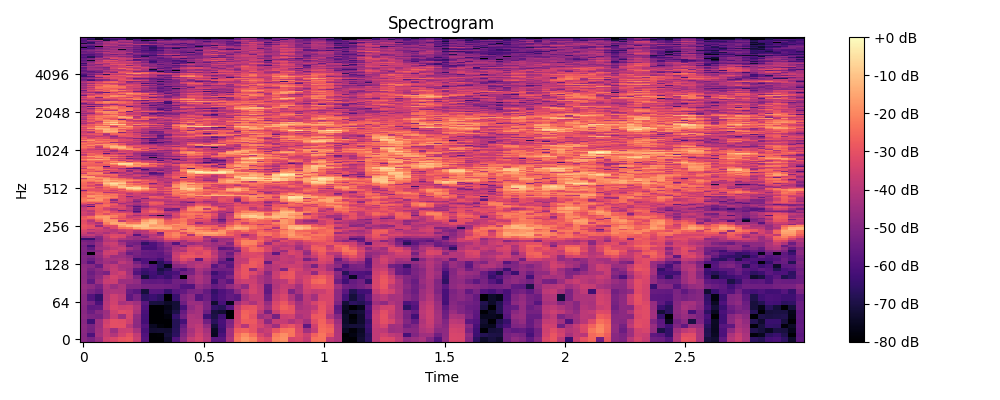 Spectrogram
Hz
4096
2048
1024
512
256
128
64
0
0
0.5
1
1.5
2
2.5
Time
+0 dB
-10 dB
-20 dB
-30 dB
-40 dB
-50 dB
-60 dB
-70 dB
-80 dB